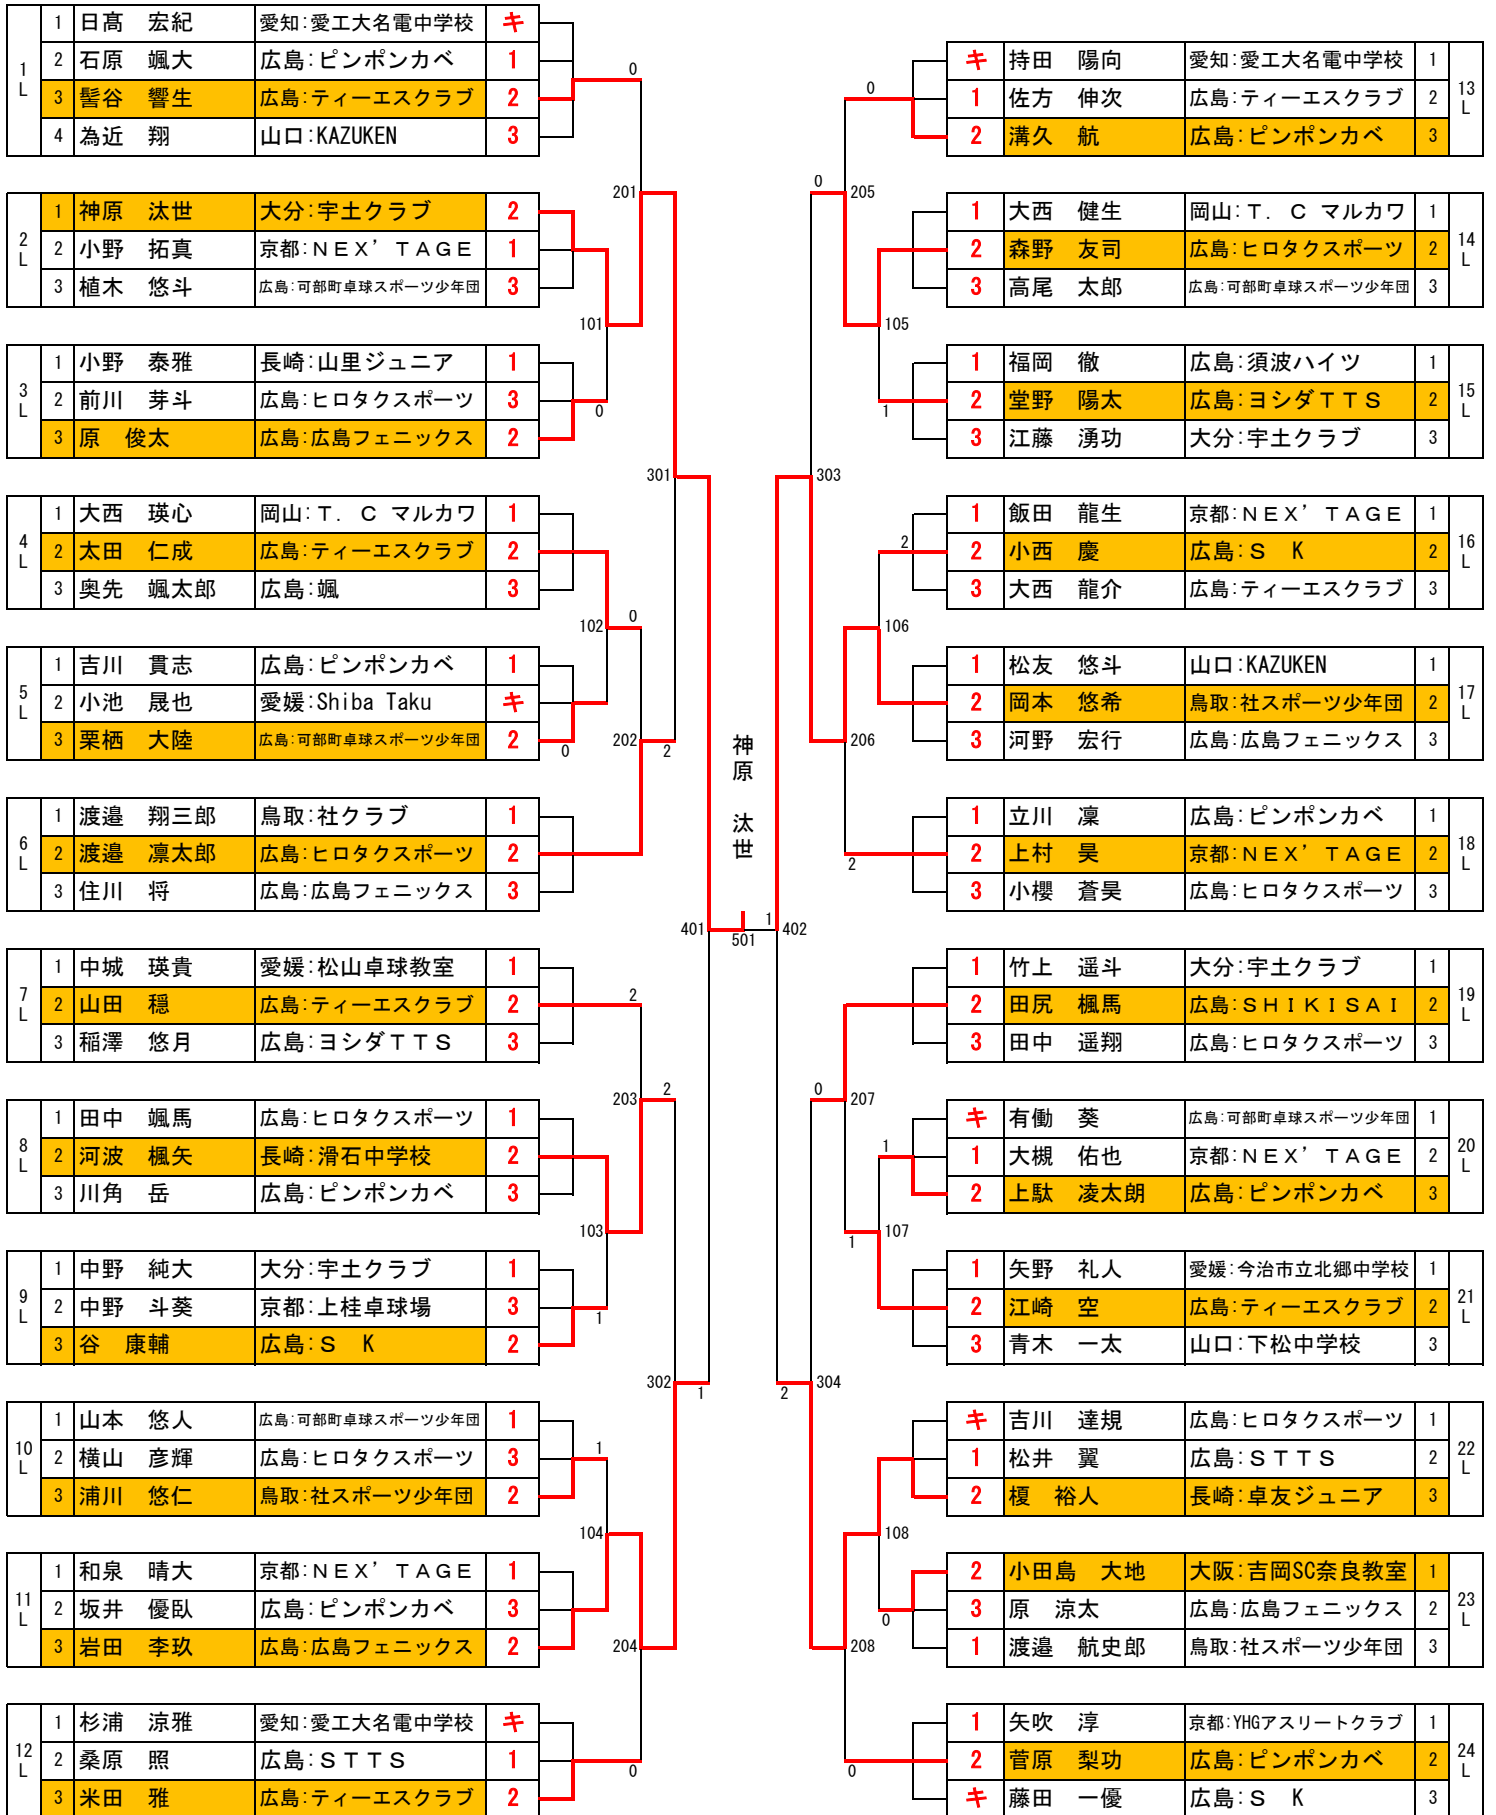 1L
1 日髙 宏紀 愛知:愛工大名電中学校 キ
2 石原 颯大 広島:ピンポンカベ 1
3 髻谷 響生 広島:ティーエスクラブ 2
4 為近 翔 山口:KAZUKEN 3
2L
1 神原 汰世 大分:宇土クラブ 2
2 小野 拓真 京都:ＮＥＸ’ＴＡＧＥ 1
3 植木 悠斗 広島:可部町卓球スポーツ少年団 3
3L
1 小野 泰雅 長崎:山里ジュニア 1
2 前川 芽斗 広島:ヒロタクスポーツ 3
3 原 俊太 広島:広島フェニックス 2
4L
1 大西 瑛心 岡山:Ｔ．Ｃ マルカワ 1
2 太田 仁成 広島:ティーエスクラブ 2
3 奥先 颯太郎 広島:颯 3
5L
1 吉川 貫志 広島:ピンポンカベ 1
2 小池 晟也 愛媛:Shiba Taku キ
3 栗栖 大陸 広島:可部町卓球スポーツ少年団 2
6L
1 渡邉 翔三郎 鳥取:社クラブ 1
2 渡邉 凛太郎 広島:ヒロタクスポーツ 2
3 住川 将 広島:広島フェニックス 3
7L
1 中城 瑛貴 愛媛:松山卓球教室 1
2 山田 穏 広島:ティーエスクラブ 2
3 稲澤 悠月 広島:ヨシダＴＴＳ 3
8L
1 田中 颯馬 広島:ヒロタクスポーツ 1
2 河波 楓矢 長崎:滑石中学校 2
3 川角 岳 広島:ピンポンカベ 3
9L
1 中野 純大 大分:宇土クラブ 1
2 中野 斗葵 京都:上桂卓球場 3
3 谷 康輔 広島:Ｓ Ｋ 2
10L
1 山本 悠人 広島:可部町卓球スポーツ少年団 1
2 横山 彦輝 広島:ヒロタクスポーツ 3
3 浦川 悠仁 鳥取:社スポーツ少年団 2
11L
1 和泉 晴大 京都:ＮＥＸ’ＴＡＧＥ 1
2 坂井 優臥 広島:ピンポンカベ 3
3 岩田 李玖 広島:広島フェニックス 2
12L
1 杉浦 涼雅 愛知:愛工大名電中学校 キ
2 桑原 照 広島:ＳＴＴＳ 1
3 米田 雅 広島:ティーエスクラブ 2
0
201
101
0
301
102 0
0
202 2
401
2
203 2
103
1
302 1
1
104
204
0
神原 汰世
501
1
402
0
0
205
105
1
303
2
106
206
2
0
207
1
107
1
2
304
108
0
208
0
キ 持田 陽向 愛知:愛工大名電中学校 1
1 佐方 伸次 広島:ティーエスクラブ 2
2 溝久 航 広島:ピンポンカベ 3
13L
1 大西 健生 岡山:Ｔ．Ｃ マルカワ 1
2 森野 友司 広島:ヒロタクスポーツ 2
3 高尾 太郎 広島:可部町卓球スポーツ少年団 3
14L
1 福岡 徹 広島:須波ハイツ 1
2 堂野 陽太 広島:ヨシダＴＴＳ 2
3 江藤 湧功 大分:宇土クラブ 3
15L
1 飯田 龍生 京都:ＮＥＸ’ＴＡＧＥ 1
2 小西 慶 広島:Ｓ Ｋ 2
3 大西 龍介 広島:ティーエスクラブ 3
16L
1 松友 悠斗 山口:KAZUKEN 1
2 岡本 悠希 鳥取:社スポーツ少年団 2
3 河野 宏行 広島:広島フェニックス 3
17L
1 立川 凜 広島:ピンポンカベ 1
2 上村 昊 京都:ＮＥＸ’ＴＡＧＥ 2
3 小櫻 蒼昊 広島:ヒロタクスポーツ 3
18L
1 竹上 遥斗 大分:宇土クラブ 1
2 田尻 楓馬 広島:ＳＨＩＫＩＳＡＩ 2
3 田中 遥翔 広島:ヒロタクスポーツ 3
19L
キ 有働 葵 広島:可部町卓球スポーツ少年団 1
1 大槻 佑也 京都:ＮＥＸ’ＴＡＧＥ 2
2 上駄 凌太朗 広島:ピンポンカベ 3
20L
1 矢野 礼人 愛媛:今治市立北郷中学校 1
2 江崎 空 広島:ティーエスクラブ 2
3 青木 一太 山口:下松中学校 3
21L
キ 吉川 達規 広島:ヒロタクスポーツ 1
1 松井 翼 広島:ＳＴＴＳ 2
2 榎 裕人 長崎:卓友ジュニア 3
22L
2 小田島 大地 大阪:吉岡SC奈良教室 1
3 原 涼太 広島:広島フェニックス 2
1 渡邉 航史郎 鳥取:社スポーツ少年団 3
23L
1 矢吹 淳 京都:YHGアスリートクラブ 1
2 菅原 梨功 広島:ピンポンカベ 2
キ 藤田 一優 広島:Ｓ Ｋ 3
24L